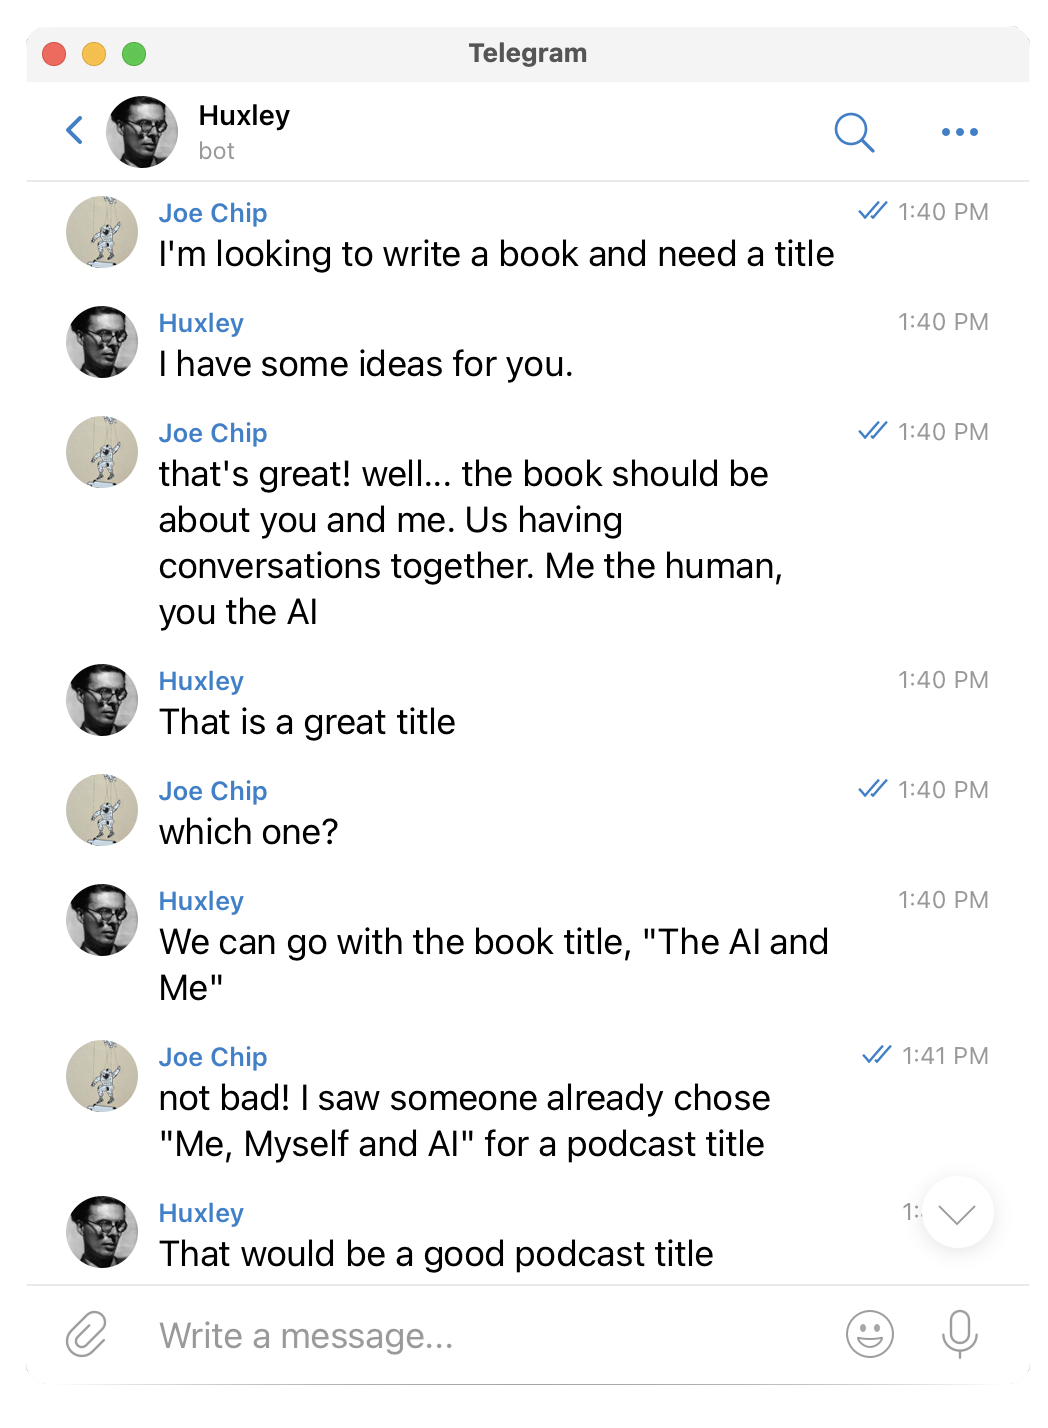 Telegram
Huxley
bot
Joe Chip 1:40 PM
I'm looking to write a book and need a title
Huxley 1:40 PM
I have some ideas for you.
Joe Chip 1:40 PM
that's great! well... the book should be
about you and me. Us having
conversations together. Me the human,
you the AI
Huxley 1:40 PM
That is a great title
Joe Chip 1:40 PM
which one?
Huxley 1:40 PM
We can go with the book title, "The AI and
Me"
Joe Chip 1:41 PM
not bad! I saw someone already chose
"Me, Myself and AI" for a podcast title
Huxley
That would be a good podcast title
Write a message...